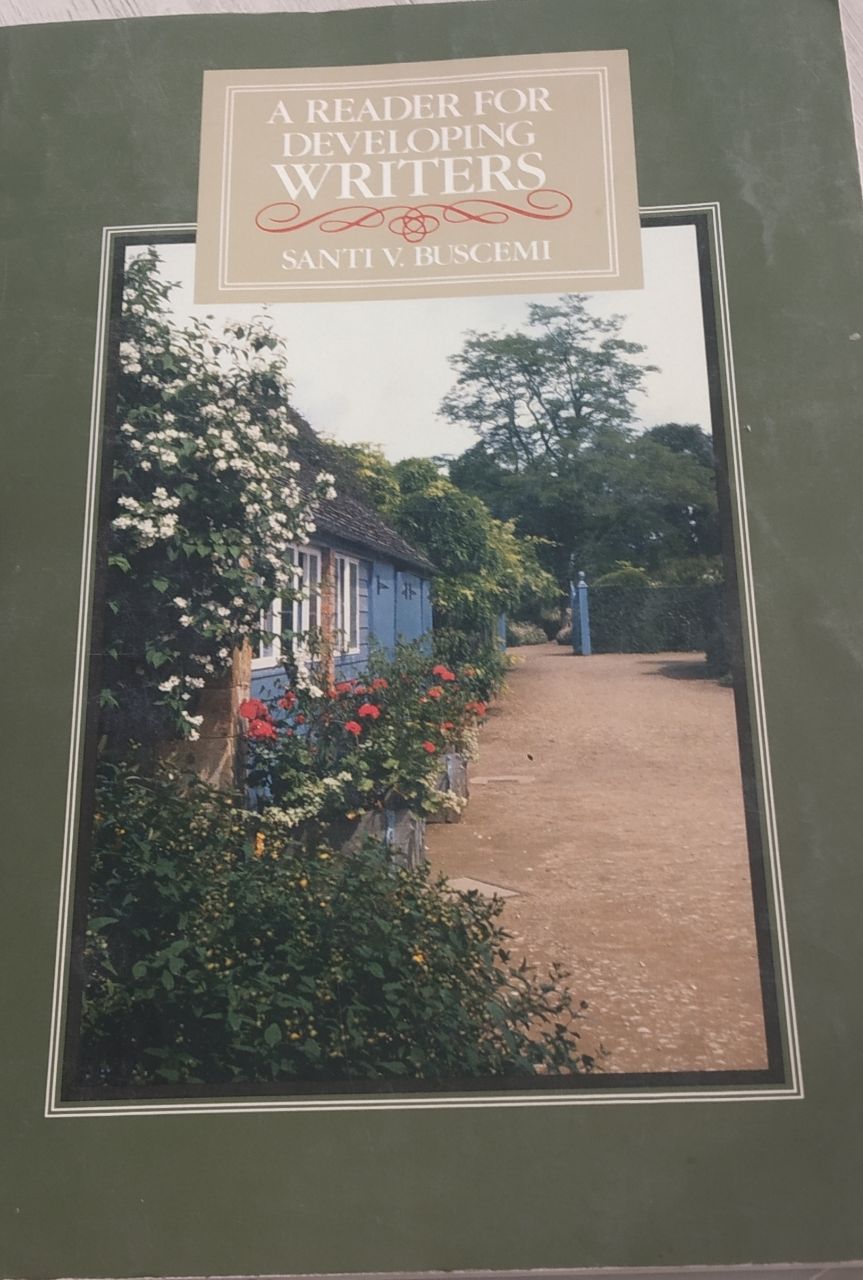 A READER FOR
DEVELOPING
WRITERS
SANTI V. BUSCEMI